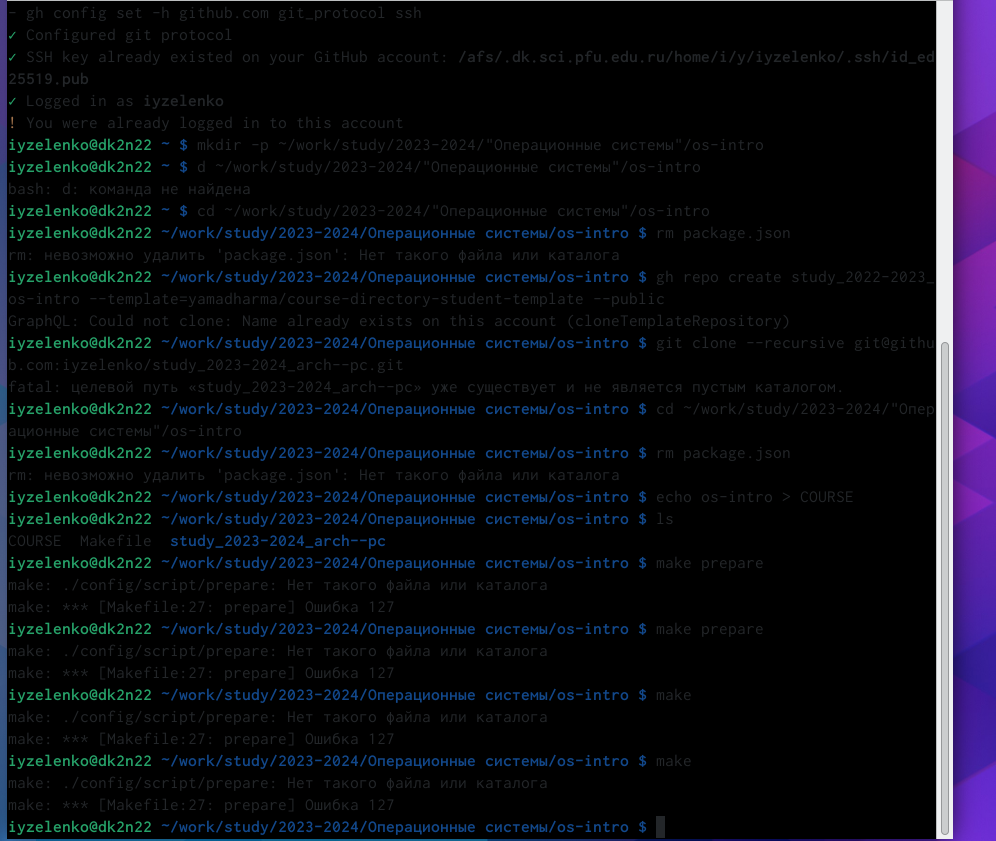 - gh config set -h github.com git_protocol ssh
✓ Configured git protocol
✓ SSH key already existed on your GitHub account: /afs/.dk.sci.pfu.edu.ru/home/i/y/iyzelenko/.ssh/id_ed
25519.pub
✓ Logged in as iyzelenko
! You were already logged in to this account
iyzelenko@dk2n22 ~ $ mkdir -p ~/work/study/2023-2024/"Операционные системы"/os-intro
iyzelenko@dk2n22 ~ $ d ~/work/study/2023-2024/"Операционные системы"/os-intro
bash: d: команда не найдена
iyzelenko@dk2n22 ~ $ cd ~/work/study/2023-2024/"Операционные системы"/os-intro
iyzelenko@dk2n22 ~/work/study/2023-2024/Операционные системы/os-intro $ rm package.json
rm: невозможно удалить 'package.json': Нет такого файла или каталога
iyzelenko@dk2n22 ~/work/study/2023-2024/Операционные системы/os-intro $ gh repo create study_2022-2023_
os-intro --template=yamadharma/course-directory-student-template --public
GraphQL: Could not clone: Name already exists on this account (cloneTemplateRepository)
iyzelenko@dk2n22 ~/work/study/2023-2024/Операционные системы/os-intro $ git clone --recursive git@githu
b.com:iyzelenko/study_2023-2024_arch--pc.git
fatal: целевой путь «study_2023-2024_arch--pc» уже существует и не является пустым каталогом.
iyzelenko@dk2n22 ~/work/study/2023-2024/Операционные системы/os-intro $ cd ~/work/study/2023-2024/"Опер
ационные системы"/os-intro
iyzelenko@dk2n22 ~/work/study/2023-2024/Операционные системы/os-intro $ rm package.json
rm: невозможно удалить 'package.json': Нет такого файла или каталога
iyzelenko@dk2n22 ~/work/study/2023-2024/Операционные системы/os-intro $ echo os-intro > COURSE
iyzelenko@dk2n22 ~/work/study/2023-2024/Операционные системы/os-intro $ ls
COURSE  Makefile  study_2023-2024_arch--pc
iyzelenko@dk2n22 ~/work/study/2023-2024/Операционные системы/os-intro $ make prepare
make: ./config/script/prepare: Нет такого файла или каталога
make: *** [Makefile:27: prepare] Ошибка 127
iyzelenko@dk2n22 ~/work/study/2023-2024/Операционные системы/os-intro $ make prepare
make: ./config/script/prepare: Нет такого файла или каталога
make: *** [Makefile:27: prepare] Ошибка 127
iyzelenko@dk2n22 ~/work/study/2023-2024/Операционные системы/os-intro $ make
make: ./config/script/prepare: Нет такого файла или каталога
make: *** [Makefile:27: prepare] Ошибка 127
iyzelenko@dk2n22 ~/work/study/2023-2024/Операционные системы/os-intro $ make
make: ./config/script/prepare: Нет такого файла или каталога
make: *** [Makefile:27: prepare] Ошибка 127
iyzelenko@dk2n22 ~/work/study/2023-2024/Операционные системы/os-intro $